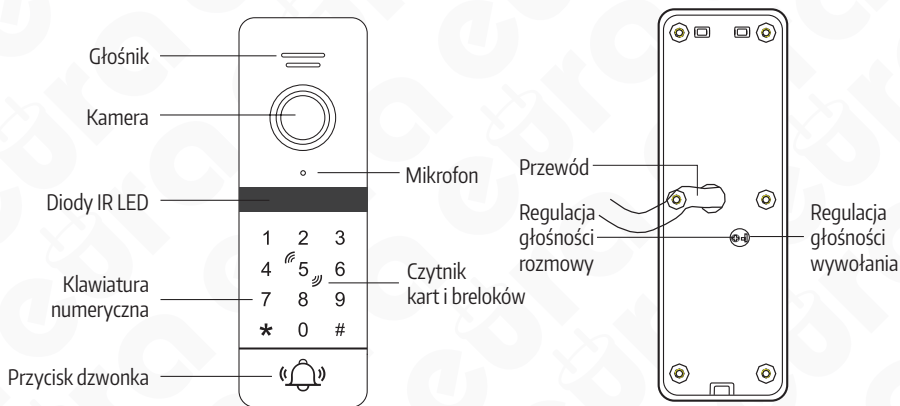 Głośnik
Kamera
Mikrofon
Diody IR LED
Klawiatura
numeryczna
Czytnik
kart i breloków
Przycisk dzwonka
1 2 3
4 5 6
7 8 9
* 0 #
Przewód
Regulacja
głośności
rozmowy
Regulacja
głośności
wywołania
eura